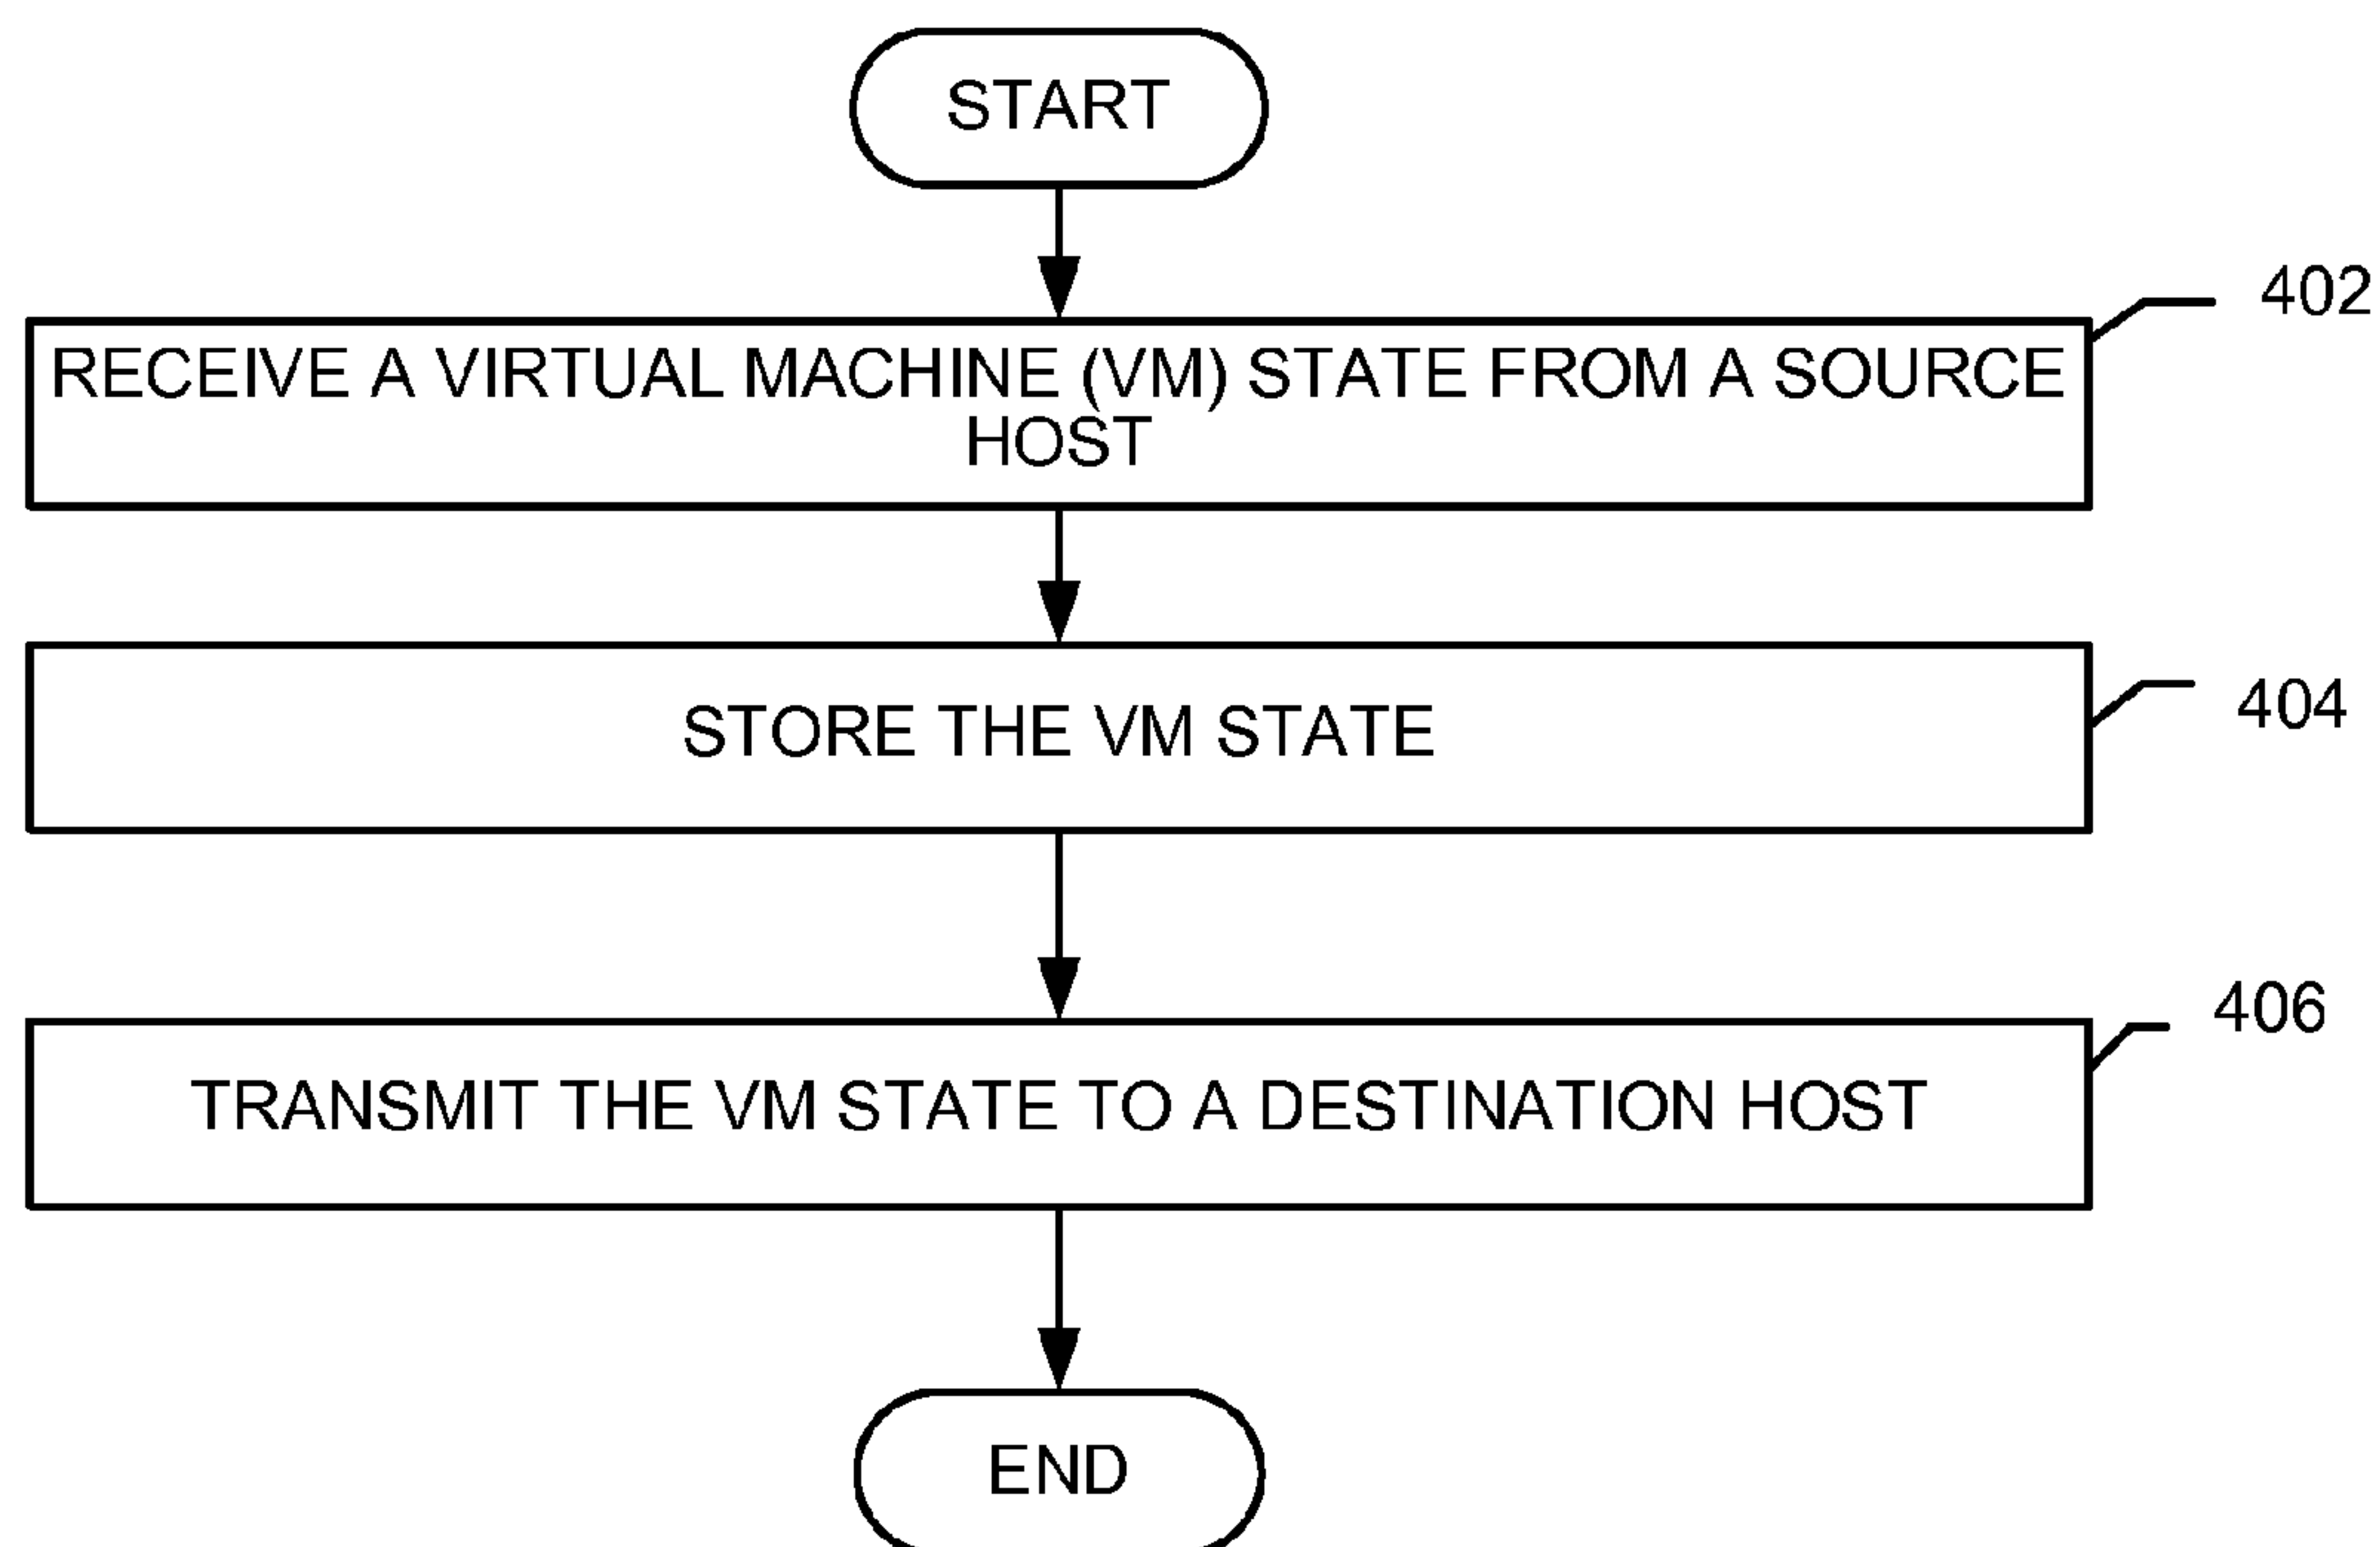 START
402
RECEIVE A VIRTUAL MACHINE (VM) STATE FROM A SOURCE
HOST
404
STORE THE VM STATE
406
TRANSMIT THE VM STATE TO A DESTINATION HOST
END